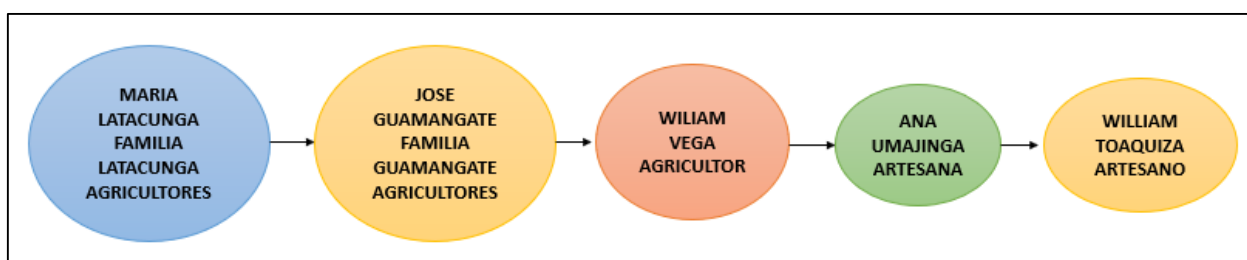 MARIA
LATACUNGA
FAMILIA
LATACUNGA
AGRICULTORES
JOSE
GUAMANGATE
FAMILIA
GUAMANGATE
AGRICULTORES
WILIAM
VEGA
AGRICULTOR
ANA
UMAJINGA
ARTESANA
WILLIAM
TOAQUIZA
ARTESANO